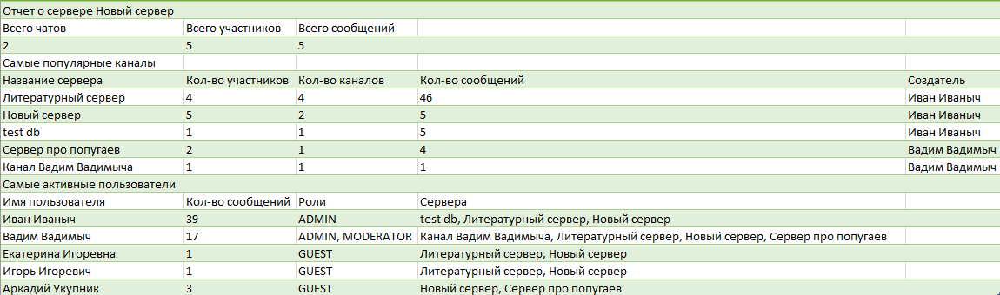 Отчет о сервере Новый сервер
Всего чатов Всего участников Всего сообщений
2 5 5
Самые популярные каналы
Название сервера Кол-во участников Кол-во каналов Кол-во сообщений Создатель
Литературный сервер 4 4 46 Иван Иваныч
Новый сервер 5 2 5 Иван Иваныч
test db 1 1 5 Иван Иваныч
Сервер про попугаев 2 1 4 Вадим Вадимыч
Канал Вадим Вадимыча 1 1 1 Вадим Вадимыч
Самые активные пользователи
Имя пользователя Кол-во сообщений Роли Сервера
Иван Иваныч 39 ADMIN test db, Литературный сервер, Новый сервер
Вадим Вадимыч 17 ADMIN, MODERATOR Канал Вадим Вадимыча, Литературный сервер, Новый сервер, Сервер про попугаев
Екатерина Игоревна 1 GUEST Литературный сервер, Новый сервер
Игорь Игоревич 1 GUEST Литературный сервер, Новый сервер
Аркадий Укупник 3 GUEST Новый сервер, Сервер про попугаев